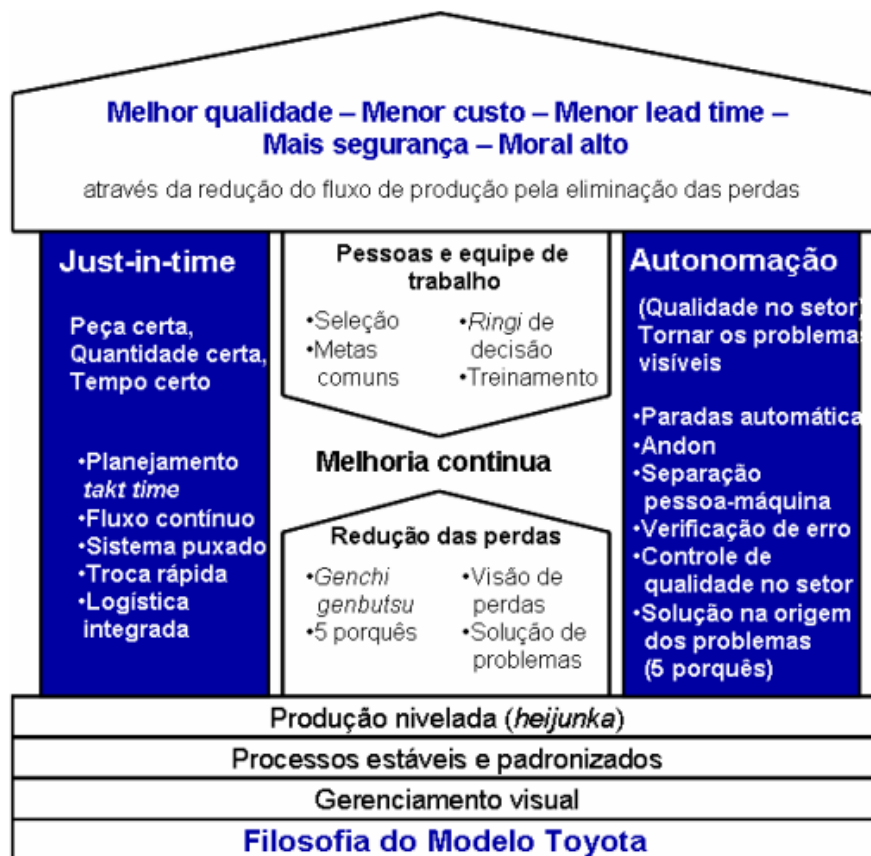 Melhor qualidade – Menor custo – Menor lead time –
Mais segurança – Moral alto
através da redução do fluxo de produção pela eliminação das perdas
Just-in-time
Peça certa,
Quantidade certa,
Tempo certo
•Planejamento
takt time
•Fluxo contínuo
•Sistema puxado
•Troca rápida
•Logística
integrada
Pessoas e equipe de
trabalho
•Seleção
•Metas
comuns
•Ringi de
decisão
•Treinamento
Melhoria continua
Redução das perdas
•Genchi
genbutsu
•5 porquês
•Visão de
perdas
•Solução de
problemas
Autonomação
(Qualidade no setor)
Tornar os problemas
visíveis
•Paradas automática
•Andon
•Separação
pessoa-máquina
•Verificação de erro
•Controle de
qualidade no setor
•Solução na origem
dos problemas
(5 porquês)
Produção nivelada (heijunka)
Processos estáveis e padronizados
Gerenciamento visual
Filosofia do Modelo Toyota